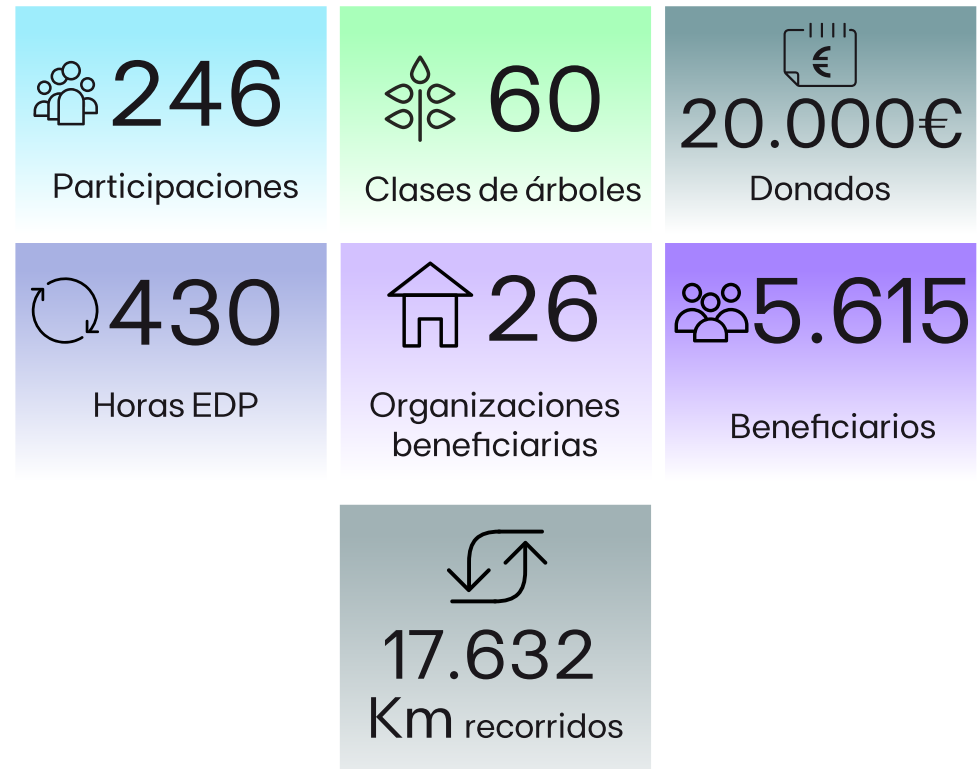 246
Participaciones
60
Clases de árboles
€
20.000€
Donados
430
Horas EDP
26
Organizaciones
beneficiarias
5.615
Beneficiarios
17.632
Km recorridos